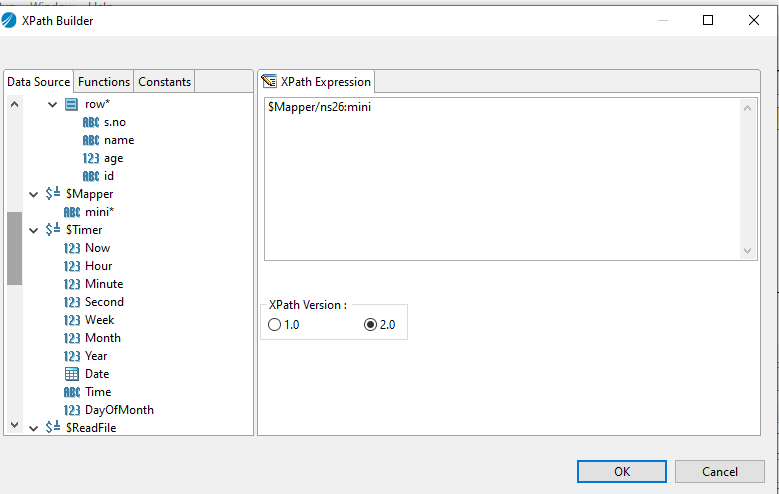 XPath Builder
Data Source
Functions
Constants
row*
ABC s.no
ABC name
123 age
ABC id
$Mapper
ABC mini*
$Timer
123 Now
123 Hour
123 Minute
123 Second
123 Week
123 Month
123 Year
Date
ABC Time
123 DayOfMonth
$ReadFile
XPath Expression
$Mapper/ns26:mini
XPath Version :
1.0
2.0
OK
Cancel